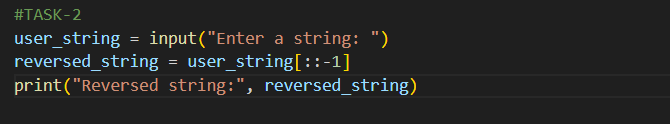 #TASK-2
user_string = input("Enter a string: ")
reversed_string = user_string[::-1]
print("Reversed string:", reversed_string)